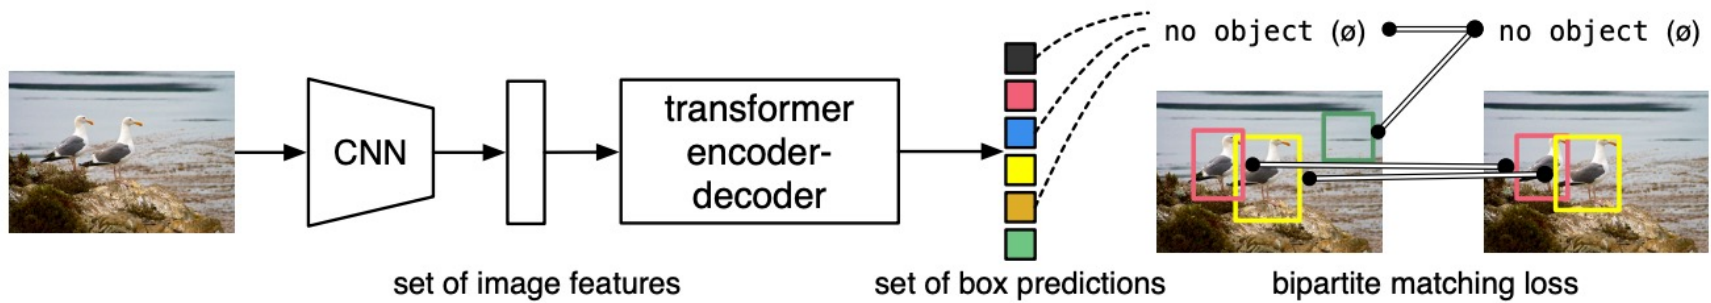 no object (ø)
no object (ø)
CNN
transformer
encoder-
decoder
set of image features
set of box predictions
bipartite matching loss